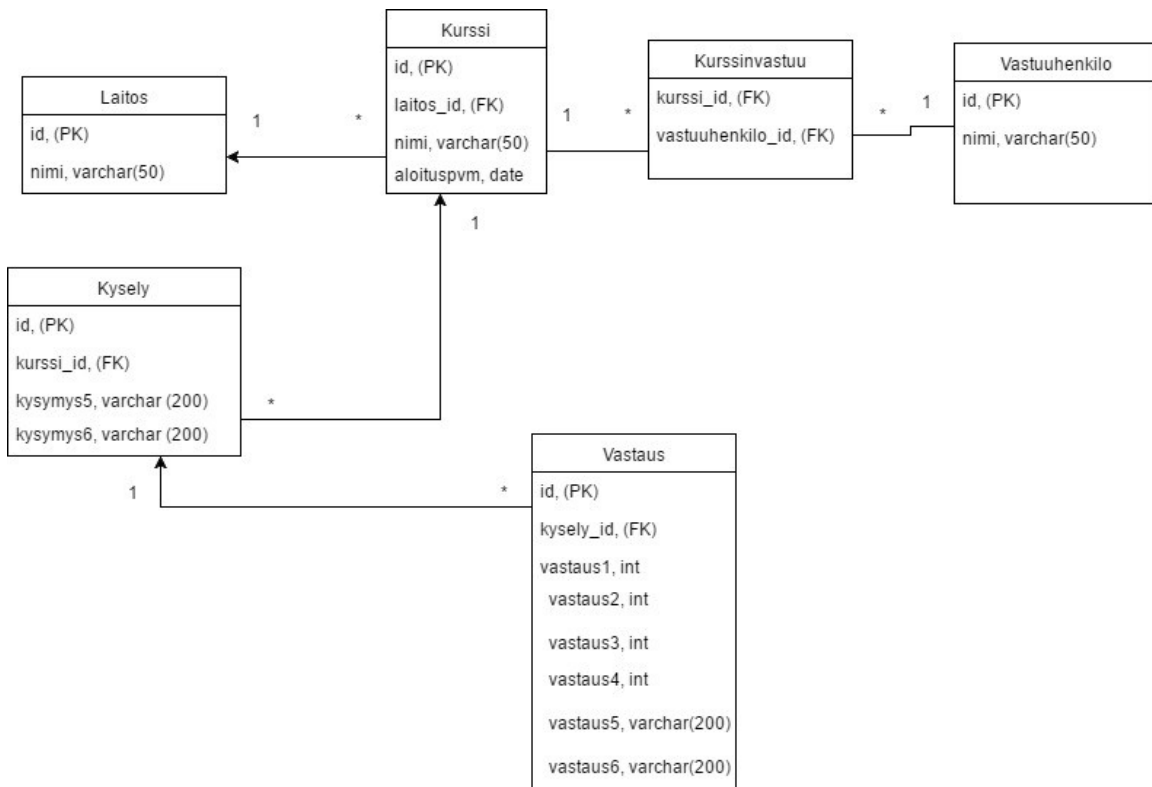 Laitos
id, (PK)
nimi, varchar(50)
1
*
Kurssi
id, (PK)
laitos_id, (FK)
nimi, varchar(50)
aloituspvm, date
1
*
Kurssinvastuu
kurssi_id, (FK)
vastuuhenkilo_id, (FK)
*
1
Vastuuhenkilo
id, (PK)
nimi, varchar(50)
1
Kysely
id, (PK)
kurssi_id, (FK)
kysymys5, varchar (200)
kysymys6, varchar (200)
*
1
*
Vastaus
id, (PK)
kysely_id, (FK)
vastaus1, int
vastaus2, int
vastaus3, int
vastaus4, int
vastaus5, varchar(200)
vastaus6, varchar(200)